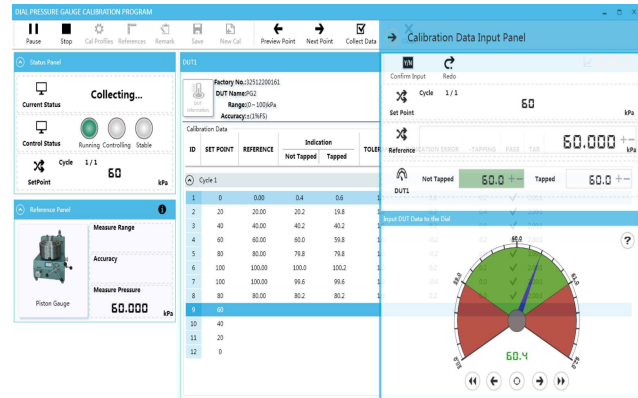 DIAL PRESSURE GAUGE CALIBRATION PROGRAM
Pause Stop Cal Profiles References Remark Save New Cal Preview Point Next Point Collect Data
Calibration Data Input Panel
Status Panel
Current Status
Collecting...
Control Status
Running Controlling Stable
SetPoint
Cycle 1/1
60
kPa
Reference Panel
Piston Gauge
Measure Range
Accuracy
Measure Pressure
60.000 kPa
DUT1
DUT Information
Factory No.:32512200161
DUT Name:PG2
Range:(0~100)kPa
Accuracy:±(1%FS)
Calibration Data
ID SET POINT REFERENCE Indication TOLER
Not Tapped Tapped
Cycle 1
1 0 0.00 0.4 0.6
2 20 20.00 20.2 19.8
3 40 40.00 40.2 40.2
4 60 60.00 60.0 59.8
5 80 80.00 79.8 79.8
6 100 100.00 100.0 100.2
7 100 100.00 99.6 99.6
8 80 80.00 80.2 80.2
9 60
10 40
11 20
12 0
Y/N
Confirm Input Redo
Set Point
Cycle 1/1
60
Reference
60.000 +−
kPa
DUT1
Not Tapped 60.0 +− Tapped 60.0 +−
Input DUT Data to the Dial
60.0
59.0
61.0
60.4
?